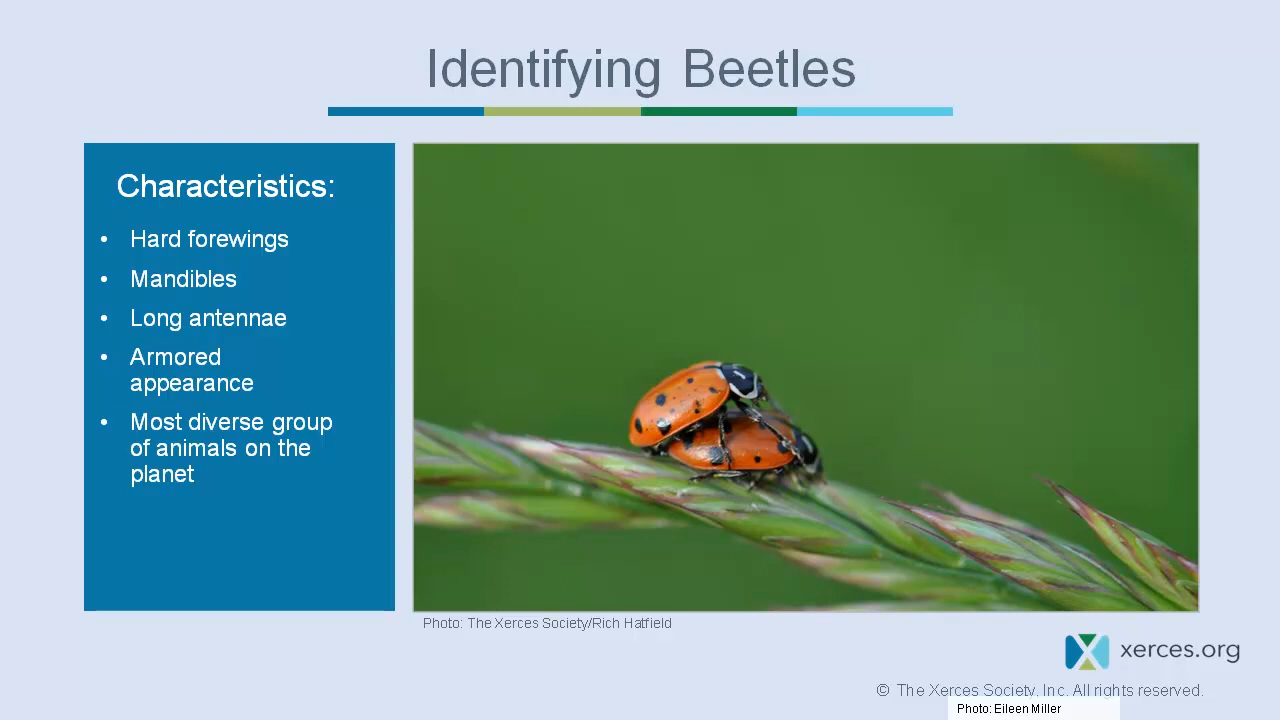 Identifying Beetles
Characteristics:
• Hard forewings
• Mandibles
• Long antennae
• Armored
appearance
• Most diverse group
of animals on the
planet
Photo: The Xerces Society/Rich Hatfield
xerces.org
© The Xerces Society, Inc. All rights reserved.
Photo: Eileen Miller